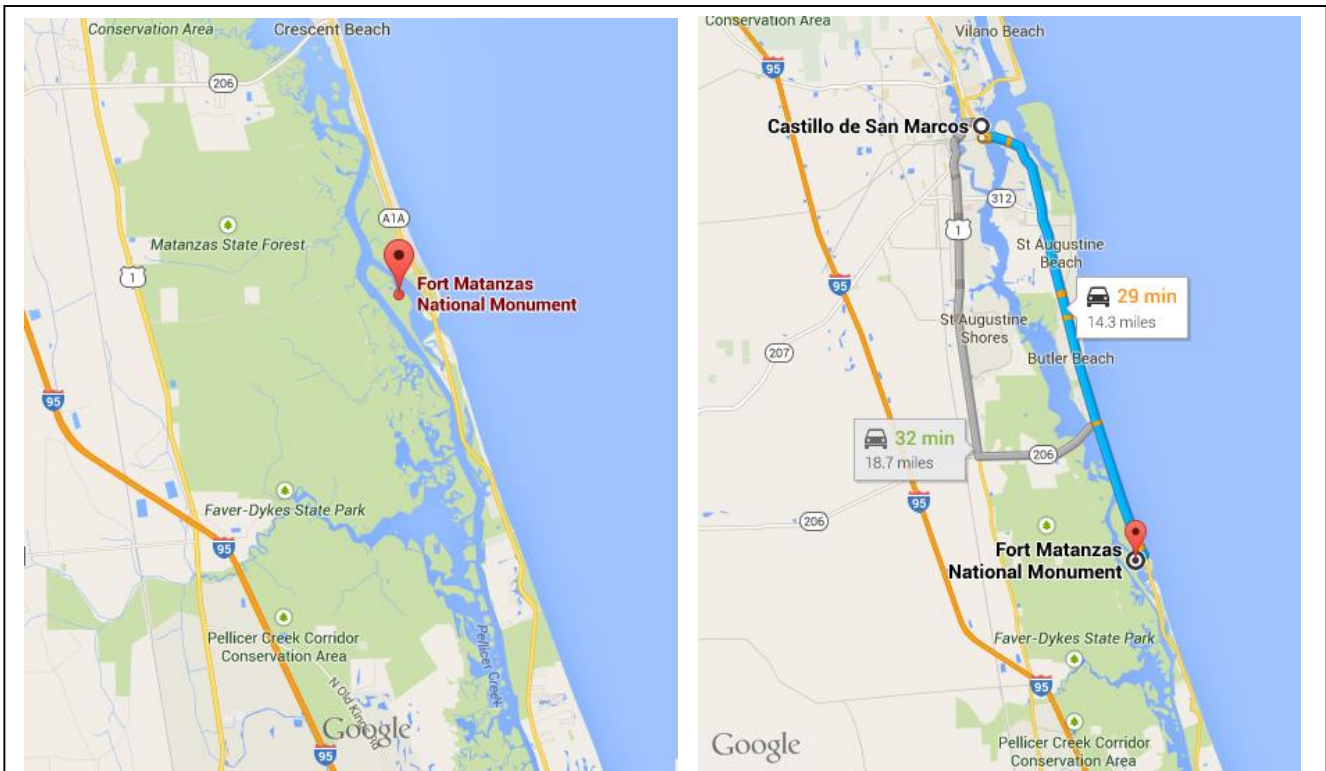 Conservation Area
Crescent Beach
206
A1A
Matanzas State Forest
1
Fort Matanzas
National Monument
95
Faver-Dykes State Park
95
Pellicer Creek Corridor
Conservation Area
Pellicer Creek
N Old Kings Rd
Google
95
Conservation Area
Vilano Beach
95
Castillo de San Marcos
312
1
St Augustine
Beach
95
29 min
14.3 miles
St Augustine
Shores
207
Butler Beach
32 min
18.7 miles
206
95
206
Fort Matanzas
National Monument
Faver-Dykes State Park
95
Pellicer Creek Corridor
Conservation Area
Google